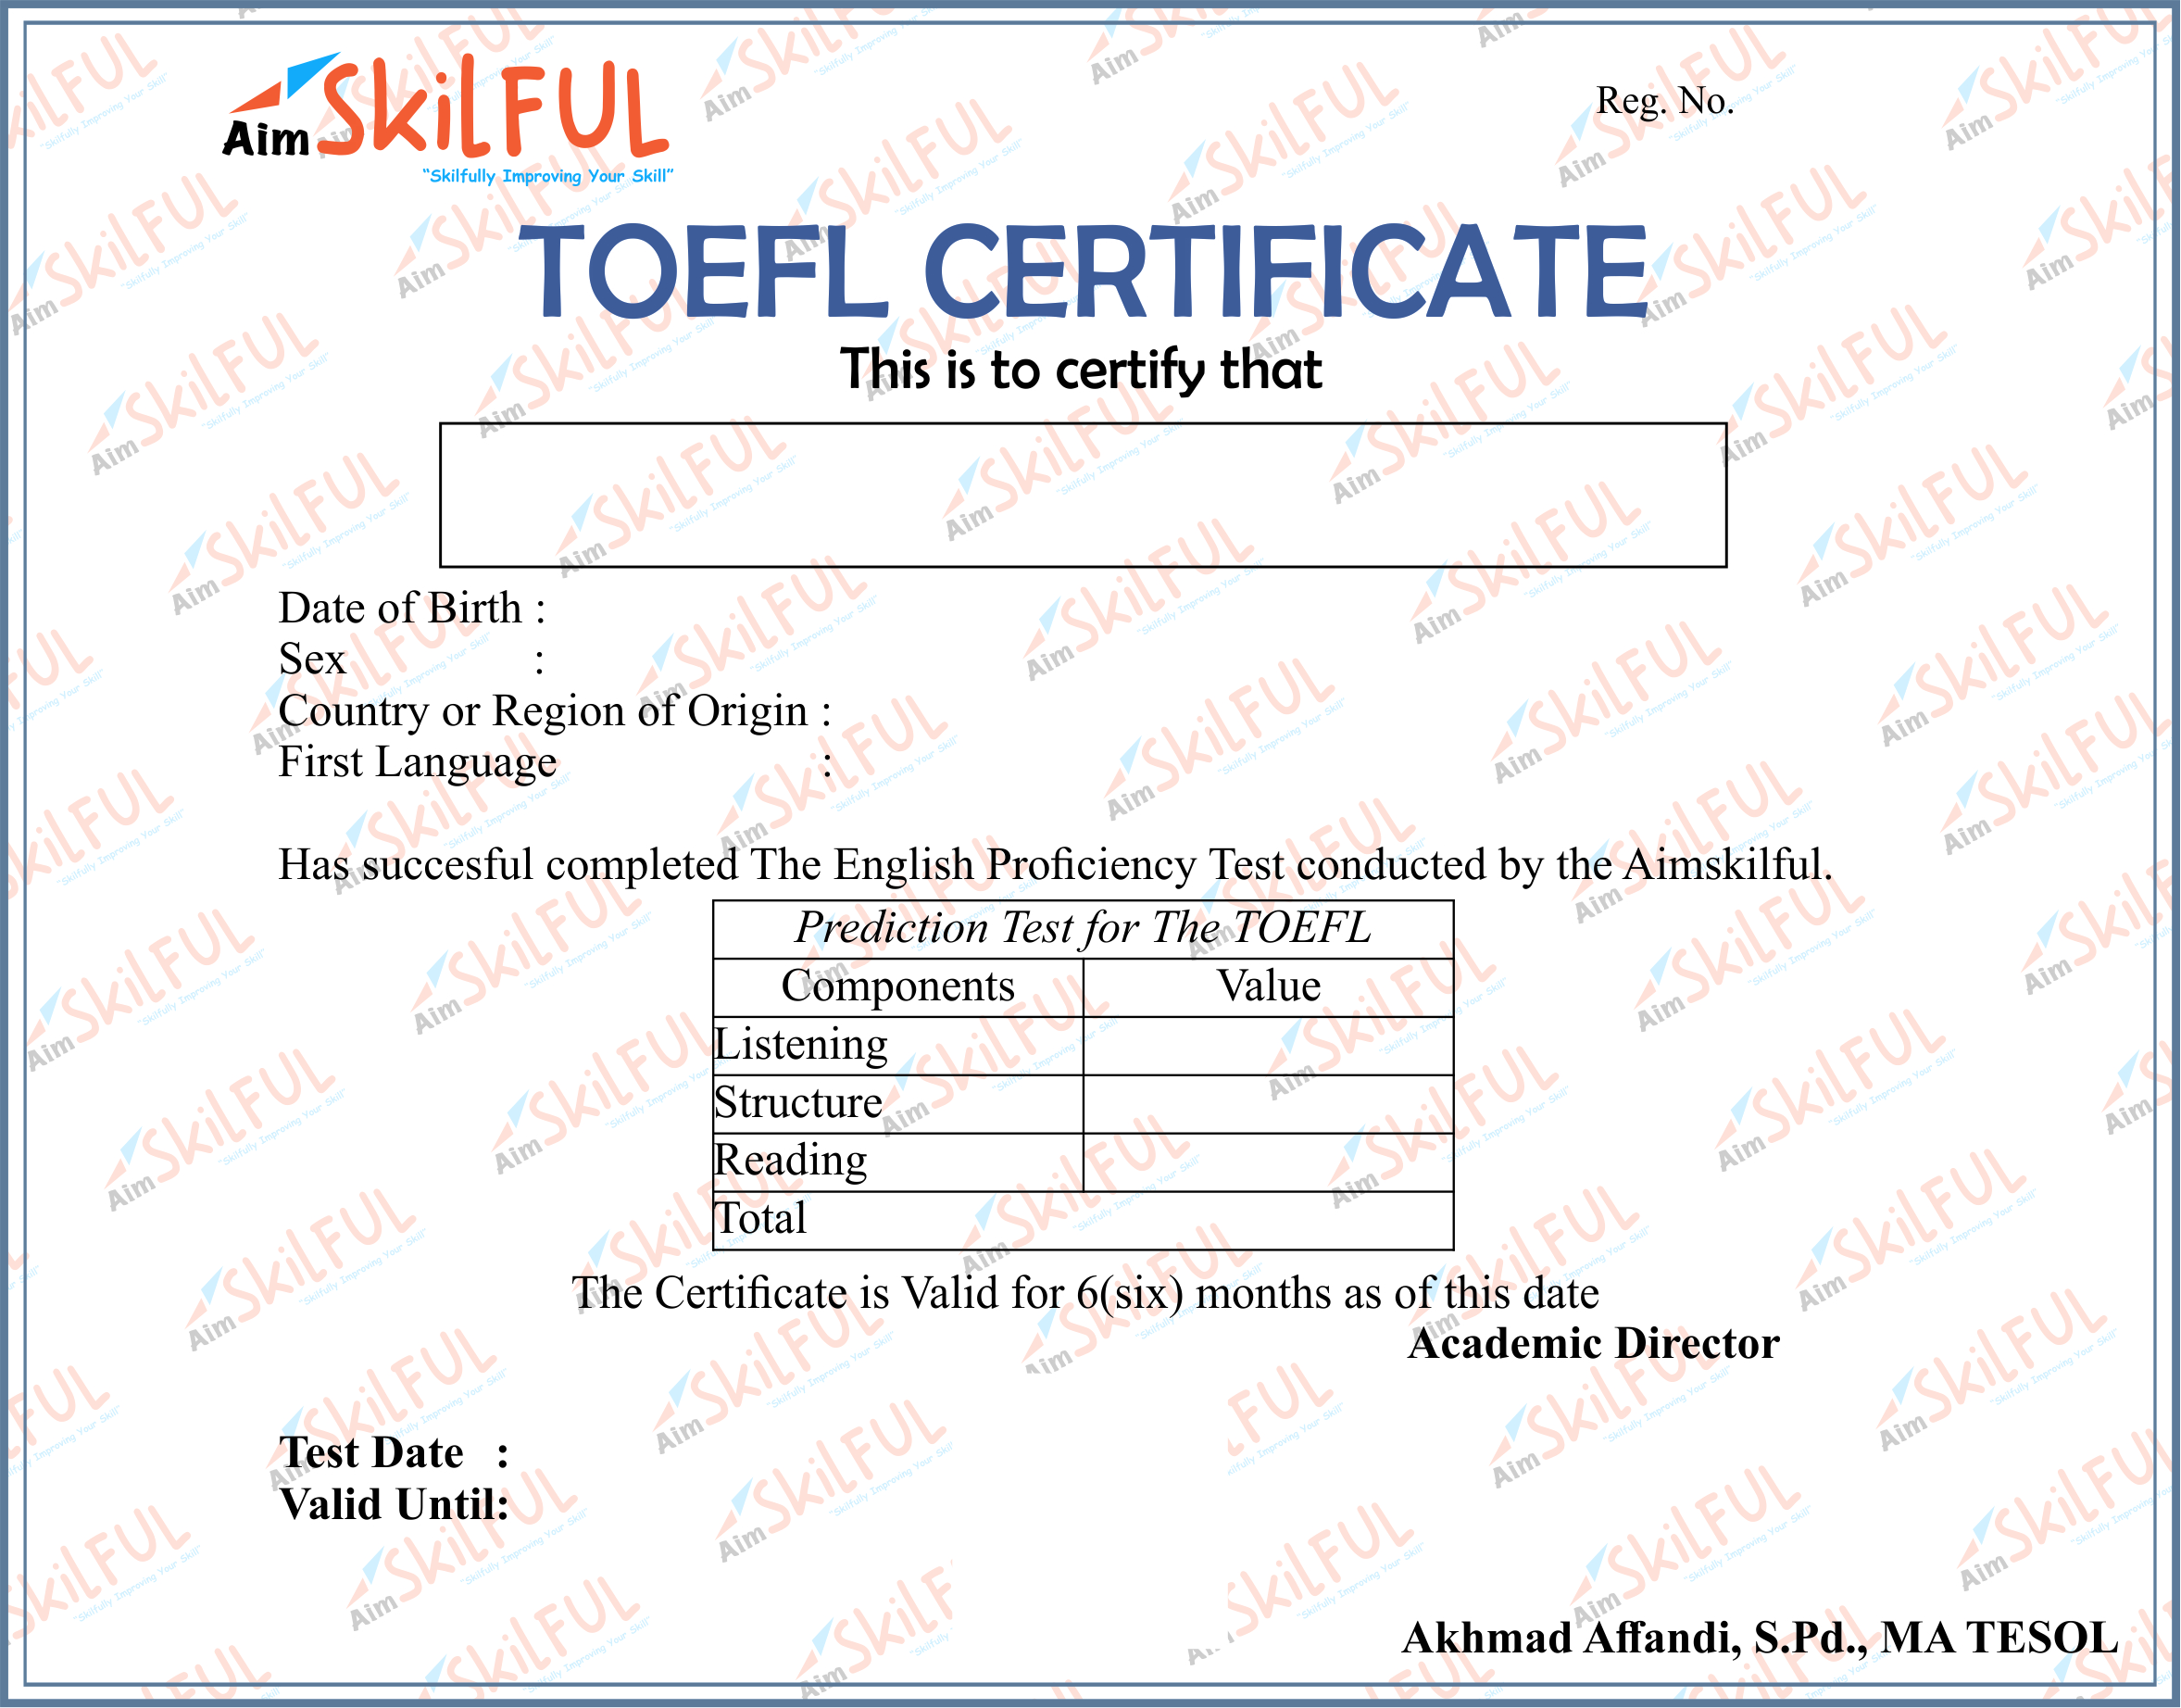 Aim SkilFUL
"Skilfully Improving Your Skill"
Reg. No.
TOEFL CERTIFICATE
This is to certify that
Date of Birth :
Sex :
Country or Region of Origin :
First Language :
Has succesful completed The English Proficiency Test conducted by the Aimskilful.
Prediction Test for The TOEFL
Components Value
Listening
Structure
Reading
Total
The Certificate is Valid for 6(six) months as of this date
Academic Director
Test Date :
Valid Until:
Akhmad Affandi, S.Pd., MA TESOL